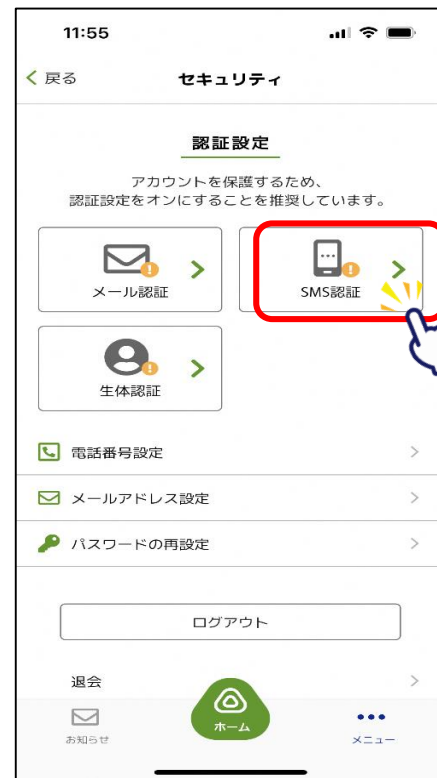 11:55
戻る
セキュリティ
認証設定
アカウントを保護するため、
認証設定をオンにすることを推奨しています。
メール認証
SMS認証
生体認証
電話番号設定
メールアドレス設定
パスワードの再設定
ログアウト
退会
お知らせ
ホーム
メニュー